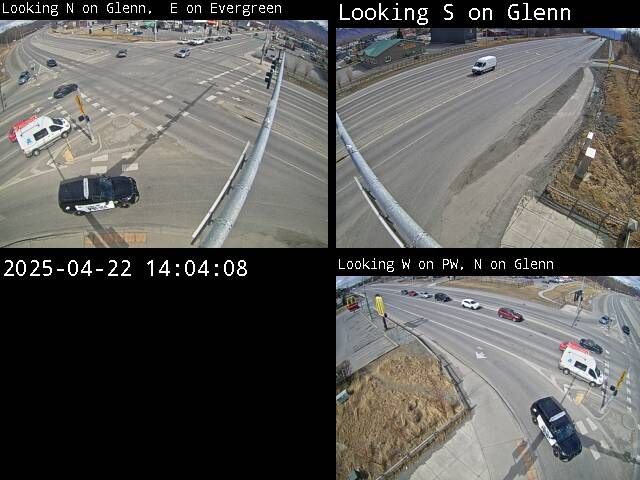 Looking N on Glenn,  E on Evergreen
Looking S on Glenn
2025-04-22 14:04:08
Looking W on PW, N on Glenn